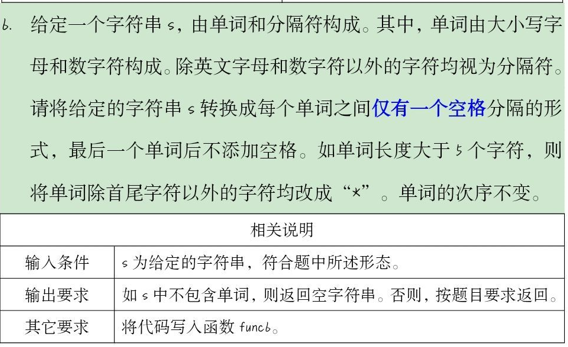 6. 给定一个字符串 s，由单词和分隔符构成。其中，单词由大小写字
母和数字符构成。除英文字母和数字符以外的字符均视为分隔符。
请将给定的字符串 s 转换成每个单词之间仅有一个空格分隔的形
式，最后一个单词后不添加空格。如单词长度大于 5 个字符，则
将单词除首尾字符以外的字符均改成“*”。单词的次序不变。
相关说明
输入条件 s 为给定的字符串，符合题中所述形态。
输出要求 如 s 中不包含单词，则返回空字符串。否则，按题目要求返回。
其它要求 将代码写入函数 func6。